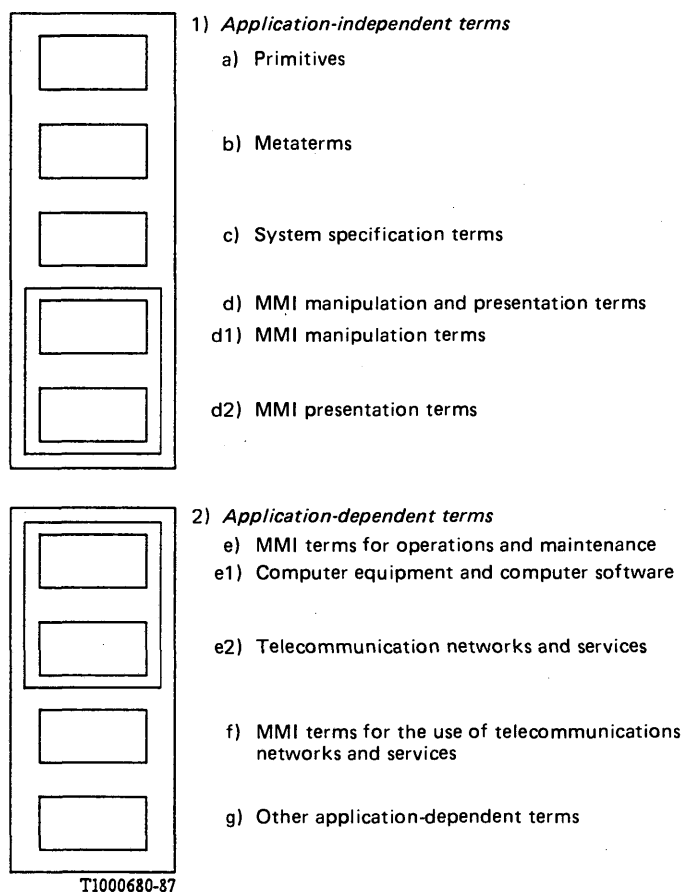 1) Application-independent terms
a) Primitives
b) Metaterms
c) System specification terms
d) MMI manipulation and presentation terms
d1) MMI manipulation terms
d2) MMI presentation terms
2) Application-dependent terms
e) MMI terms for operations and maintenance
e1) Computer equipment and computer software
e2) Telecommunication networks and services
f) MMI terms for the use of telecommunications
networks and services
g) Other application-dependent terms
T1000680-87